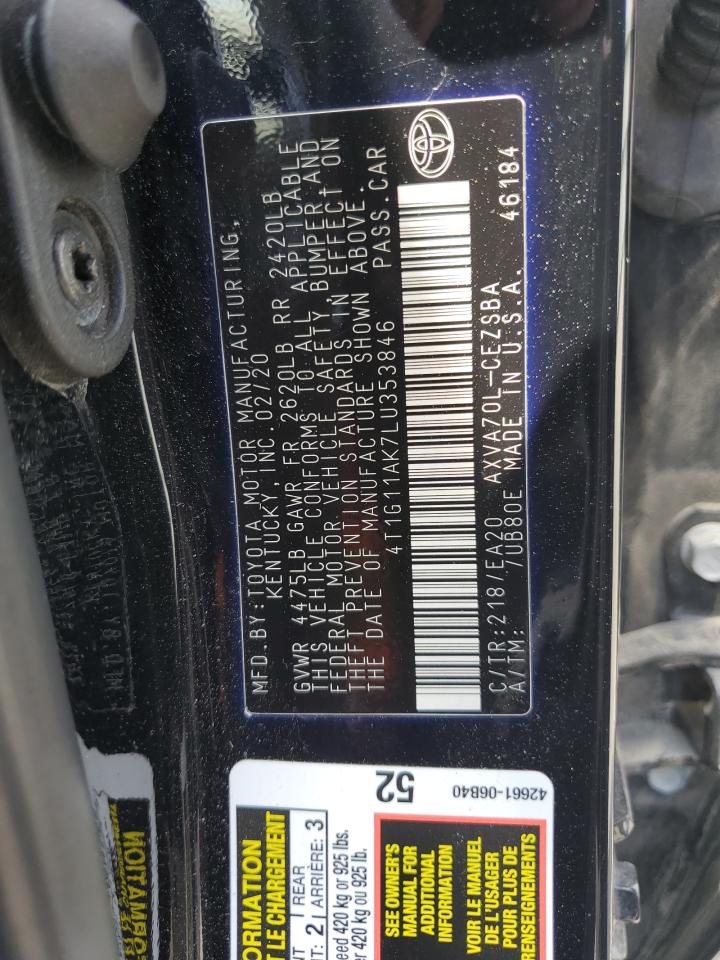 MFD.BY:TOYOTA MOTOR MANUFACTURING,
KENTUCKY, INC.02/20
GVWR 4475LB GAWR FR 2620LB RR 2420LB
THIS VEHICLE CONFORMS TO ALL APPLICABLE
FEDERAL MOTOR VEHICLE SAFETY, BUMPER, AND
THEFT PREVENTION STANDARDS IN EFFECT ON
THE DATE OF MANUFACTURE SHOWN ABOVE.
4T1G11AK7LU353846 PASS.CAR
C/TR:218/EA20 AXVA70L-CEZSBA 46184
A/TM: 7UB80E MADE IN U.S.A.
ORMATION
T LE CHARGEMENT
REAR
2 ARRIÈRE: 3
eed 420 kg or 925 lbs.
er 420 kg ou 925 lb.
52
SEE OWNER'S
MANUAL FOR
ADDITIONAL
INFORMATION
VOIR LE MANUEL
DE L'USAGER
POUR PLUS DE
RENSEIGNEMENTS
42661-06B40